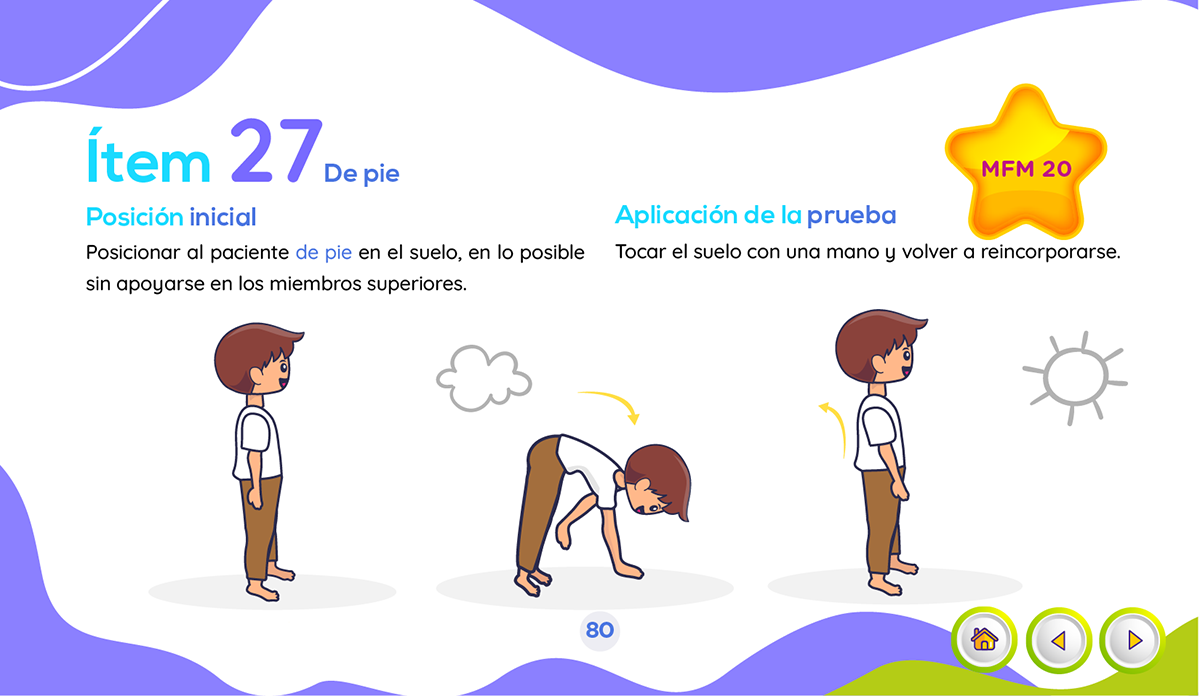 Ítem 27 De pie
MFM 20
Posición inicial
Posicionar al paciente de pie en el suelo, en lo posible
sin apoyarse en los miembros superiores.
Aplicación de la prueba
Tocar el suelo con una mano y volver a reincorporarse.
80